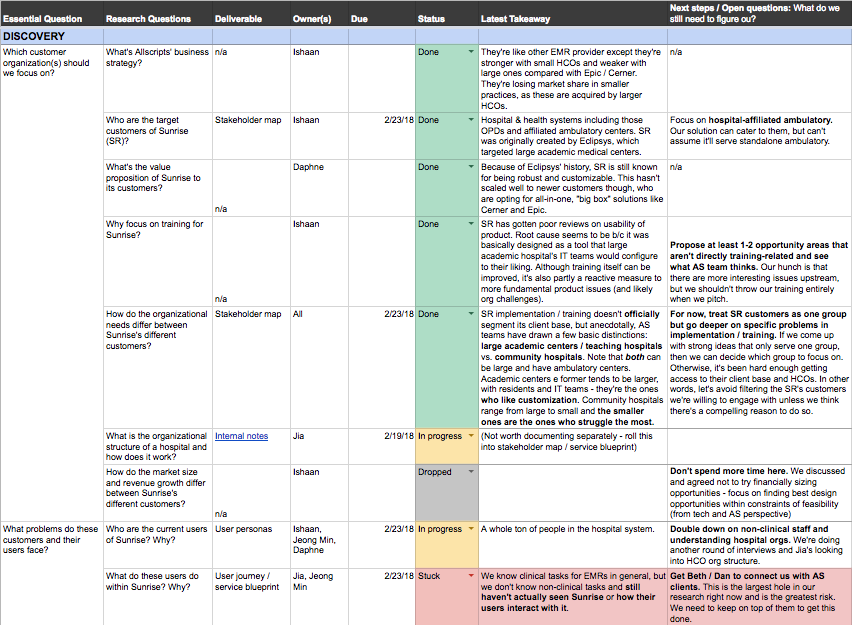 Essential Question Research Questions Deliverable Owner(s) Due Status Latest Takeaway Next steps / Open questions: What do we
still need to figure ou?
DISCOVERY
Which customer
organization(s) should
we focus on?
What's Allscripts' business
strategy?
n/a
Ishaan
Done
They're like other EMR provider except they're
stronger with small HCOs and weaker with
large ones compared with Epic / Cerner.
They're losing market share in smaller
practices, as these are acquired by larger
HCOs.
n/a
Who are the target
customers of Sunrise
(SR)?
Stakeholder map
Ishaan
2/23/18
Done
Hospital & health systems including those
OPDs and affiliated ambulatory centers. SR
was originally created by Eclipsys, which
targeted large academic medical centers.
Focus on hospital-affiliated ambulatory.
Our solution can cater to them, but can't
assume it'll serve standalone ambulatory.
What's the value
proposition of Sunrise to
its customers?
n/a
Daphne
Done
Because of Eclipsys' history, SR is still known
for being robust and customizable. This hasn't
scaled well to newer customers though, who
are opting for all-in-one, "big box" solutions like
Cerner and Epic.
n/a
Why focus on training for
Sunrise?
n/a
Ishaan
Done
SR has gotten poor reviews on usability of
product. Root cause seems to be b/c it was
basically designed as a tool that large
academic hospital's IT teams would configure
to their liking. Although training itself can be
improved, it's also partly a reactive measure to
more fundamental product issues (and likely
org challenges).
Propose at least 1-2 opportunity areas that
aren't directly training-related and see
what AS team thinks. Our hunch is that
there are more interesting issues upstream,
but we shouldn't throw our training entirely
when we pitch.
How do the organizational
needs differ between
Sunrise's different
customers?
Stakeholder map
All
2/23/18
Done
SR implementation / training doesn't officially
segment its client base, but anecdotally, AS
teams have drawn a few basic distinctions:
large academic centers / teaching hospitals
vs. community hospitals. Note that both can
be large and have ambulatory centers.
Academic centers e former tends to be larger,
with residents and IT teams - they're the ones
who like customization. Community hospitals
range from large to small and the smaller
ones are the ones who struggle the most.
For now, treat SR customers as one group
but go deeper on specific problems in
implementation / training. If we come up
with strong ideas that only serve one group,
then we can decide which group to focus on.
Otherwise, it's been hard enough getting
access to their client base and HCOs. In other
words, let's avoid filtering the SR's customers
we're willing to engage with unless we think
there's a compelling reason to do so.
What is the organizational
structure of a hospital and
how does it work?
Internal notes
Jia
2/19/18
In progress
(Not worth documenting separately - roll this
into stakeholder map / service blueprint)
How do the market size
and revenue growth differ
between Sunrise's
different customers?
n/a
Ishaan
Dropped
Don't spend more time here. We discussed
and agreed not to try financially sizing
opportunities - focus on finding best design
opportunities within constraints of feasibility
(from tech and AS perspective)
What problems do these
customers and their
users face?
Who are the current users
of Sunrise? Why?
User personas
Ishaan,
Jeong Min,
Daphne
2/23/18
In progress
A whole ton of people in the hospital system.
Double down on non-clinical staff and
understanding hospital orgs. We're doing
another round of interviews and Jia's looking
into HCO org structure.
What do these users do
within Sunrise? Why?
User journey /
service blueprint
Jia, Jeong
Min
2/23/18
Stuck
We know clinical tasks for EMRs in general, but
we don't know non-clinical tasks and still
haven't actually seen Sunrise or how their
users interact with it.
Get Beth / Dan to connect us with AS
clients. This is the largest hole in our
research right now and is the greatest risk.
We need to keep on top of them to get this
done.